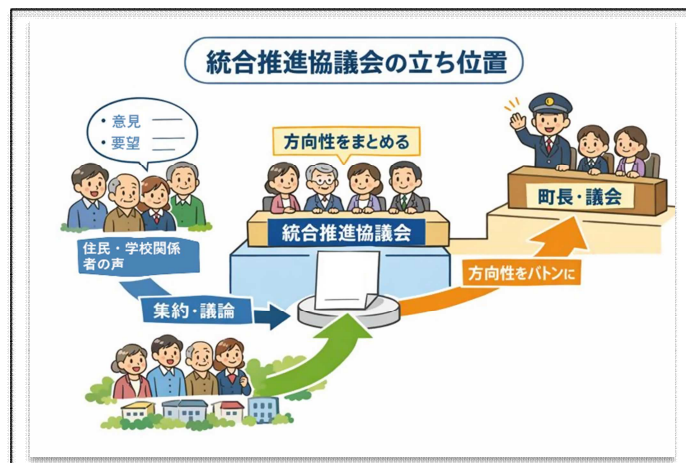 統合推進協議会の立ち位置
・意見
・要望
方向性をまとめる
町長・議会
統合推進協議会
住民・学校関係
者の声
方向性をバトンに
集約・議論